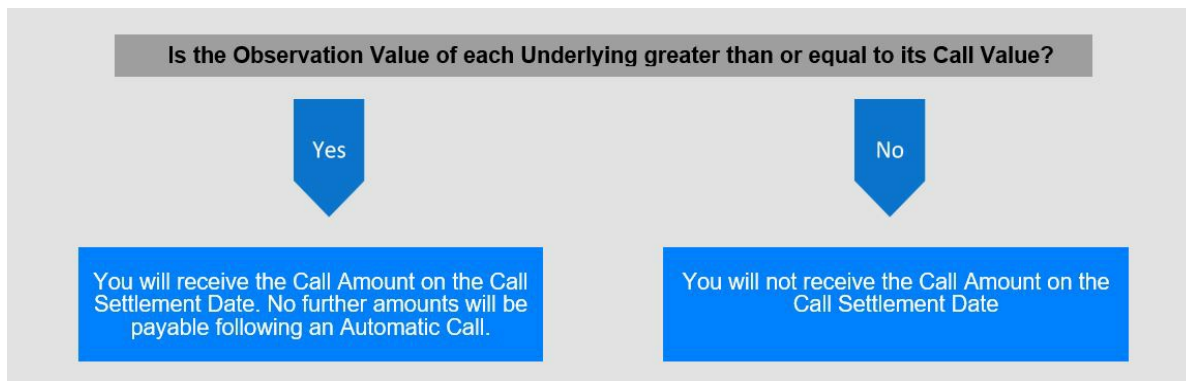 Is the Observation Value of each Underlying greater than or equal to its Call Value?
Yes
No
You will receive the Call Amount on the Call
Settlement Date. No further amounts will be
payable following an Automatic Call.
You will not receive the Call Amount on the
Call Settlement Date